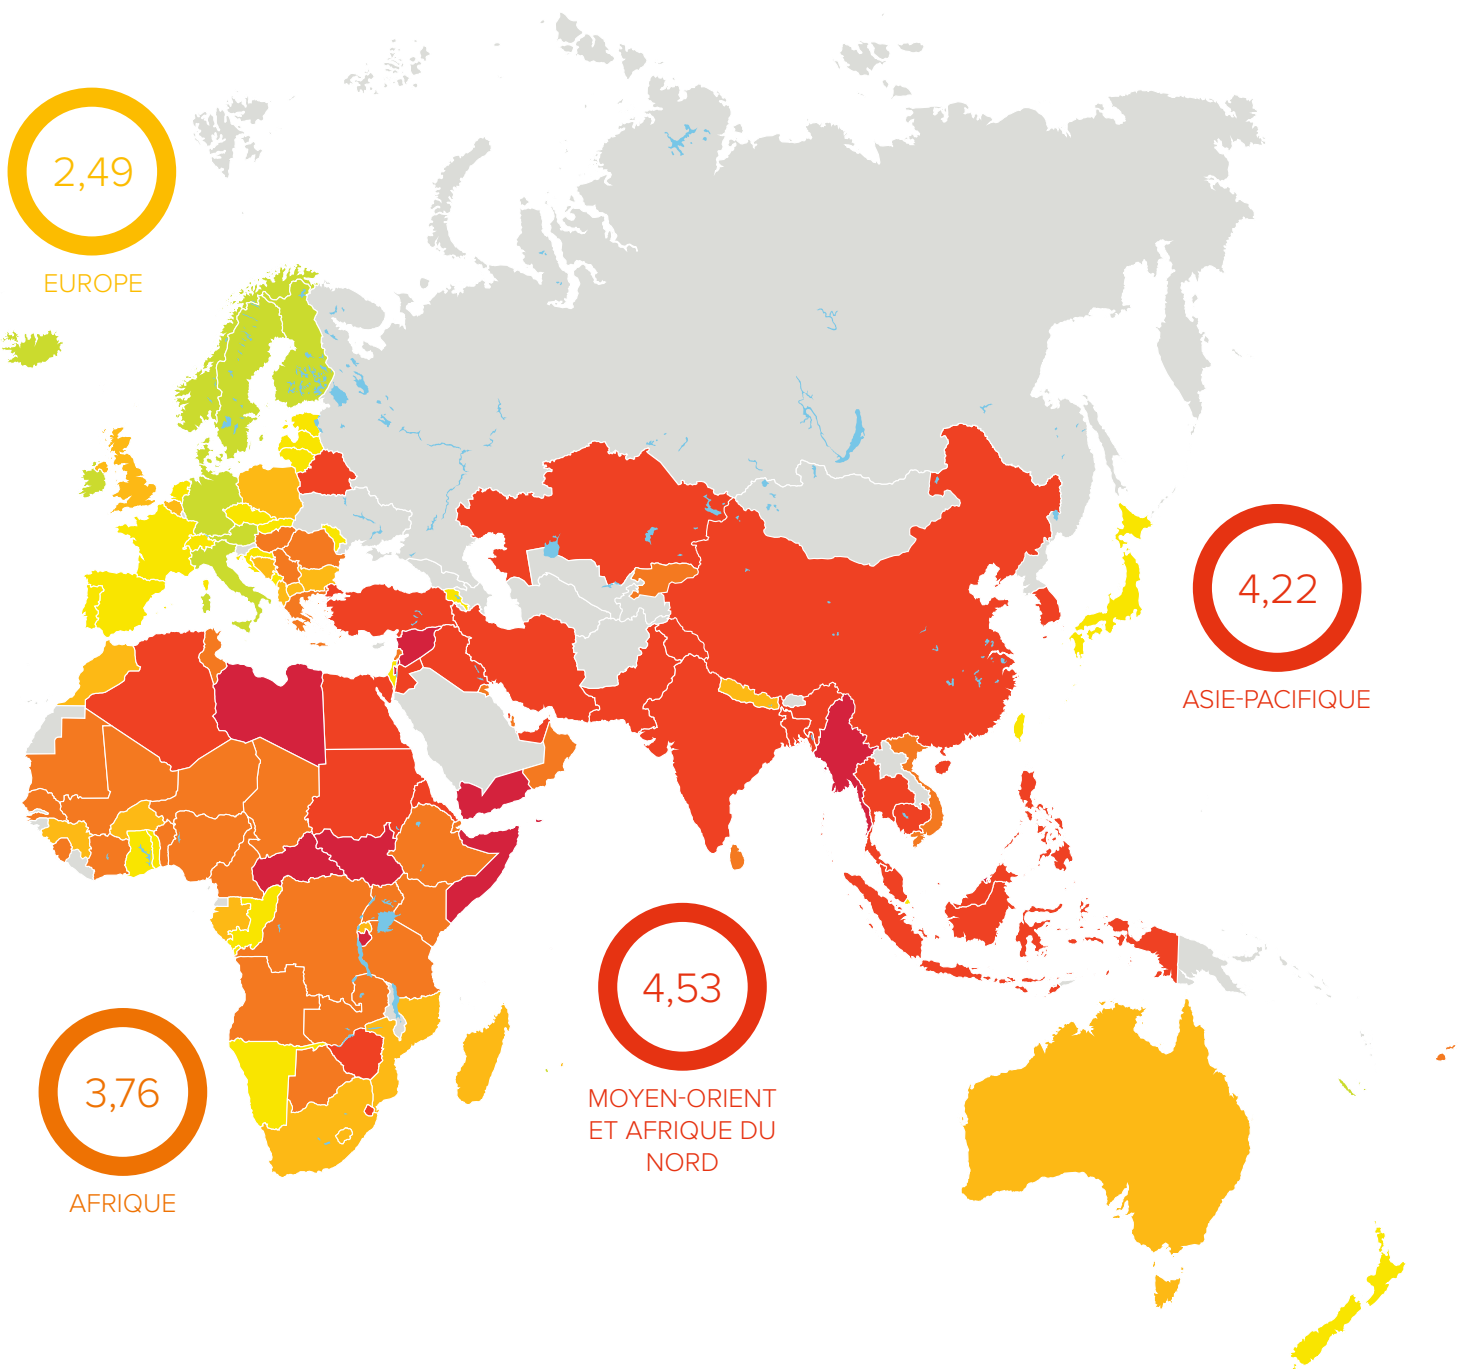 2,49
EUROPE
4,22
ASIE-PACIFIQUE
4,53
MOYEN-ORIENT
ET AFRIQUE DU
NORD
3,76
AFRIQUE